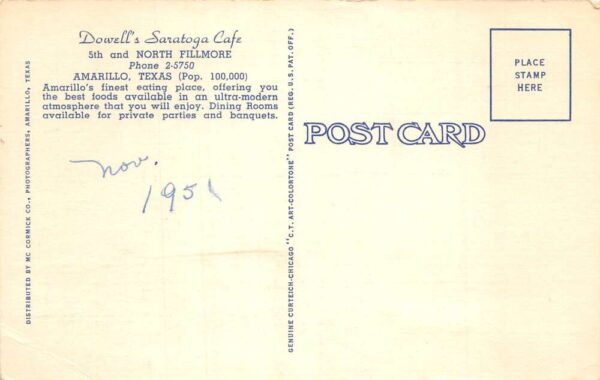 Dowell's Saratoga Cafe
5th and NORTH FILLMORE
Phone 2-5750
AMARILLO, TEXAS (Pop. 100,000)
Amarillo's finest eating place, offering you
the best foods available in an ultra-modern
atmosphere that you will enjoy. Dining Rooms
available for private parties and banquets.
Nov.
1951
DISTRIBUTED BY MC CORMICK CO., PHOTOGRAPHERS, AMARILLO, TEXAS
GENUINE CURTEICH-CHICAGO "C.T. ART-COLORTONE" POST CARD (REG. U.S. PAT. OFF.)
POST CARD
PLACE
STAMP
HERE